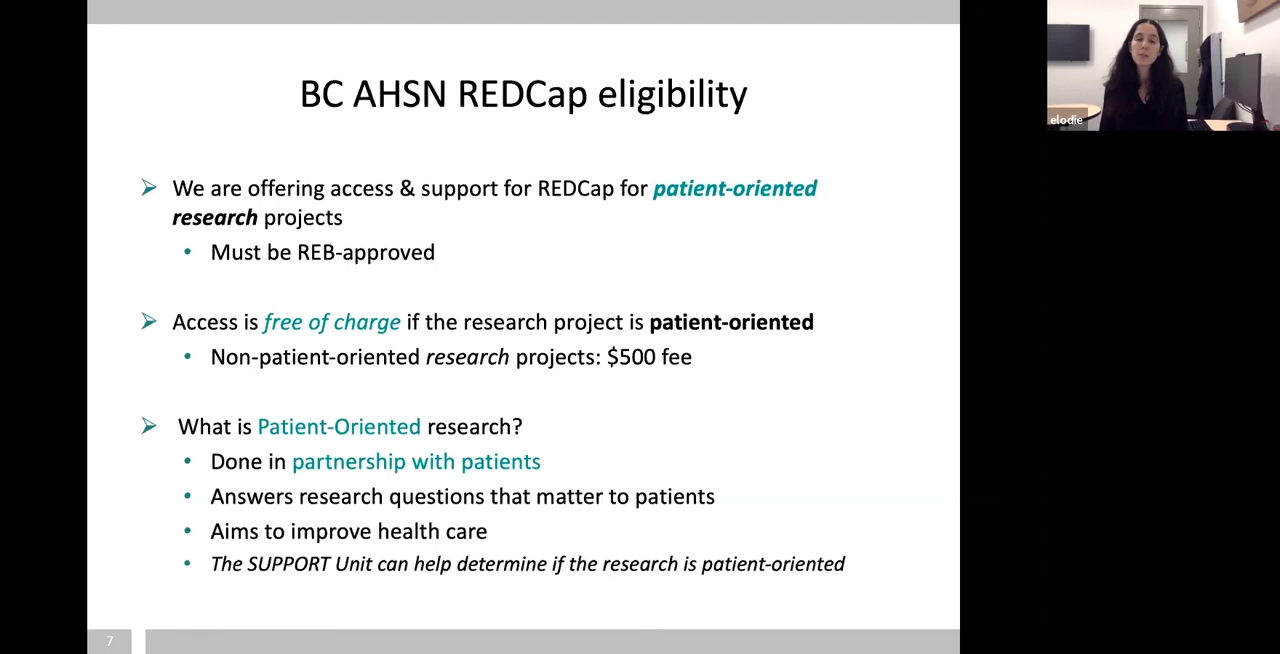 BC AHSN REDCap eligibility
We are offering access & support for REDCap for patient-oriented
research projects
Must be REB-approved
Access is free of charge if the research project is patient-oriented
Non-patient-oriented research projects: $500 fee
What is Patient-Oriented research?
Done in partnership with patients
Answers research questions that matter to patients
Aims to improve health care
The SUPPORT Unit can help determine if the research is patient-oriented
7
elodie